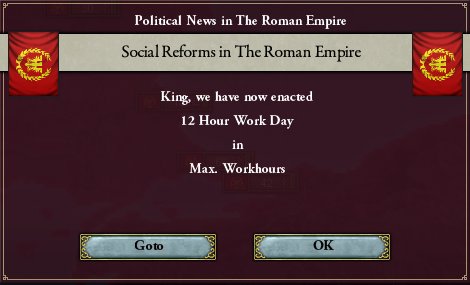 Political News in The Roman Empire
Social Reforms in The Roman Empire
King, we have now enacted
12 Hour Work Day
in
Max. Workhours
Goto
OK